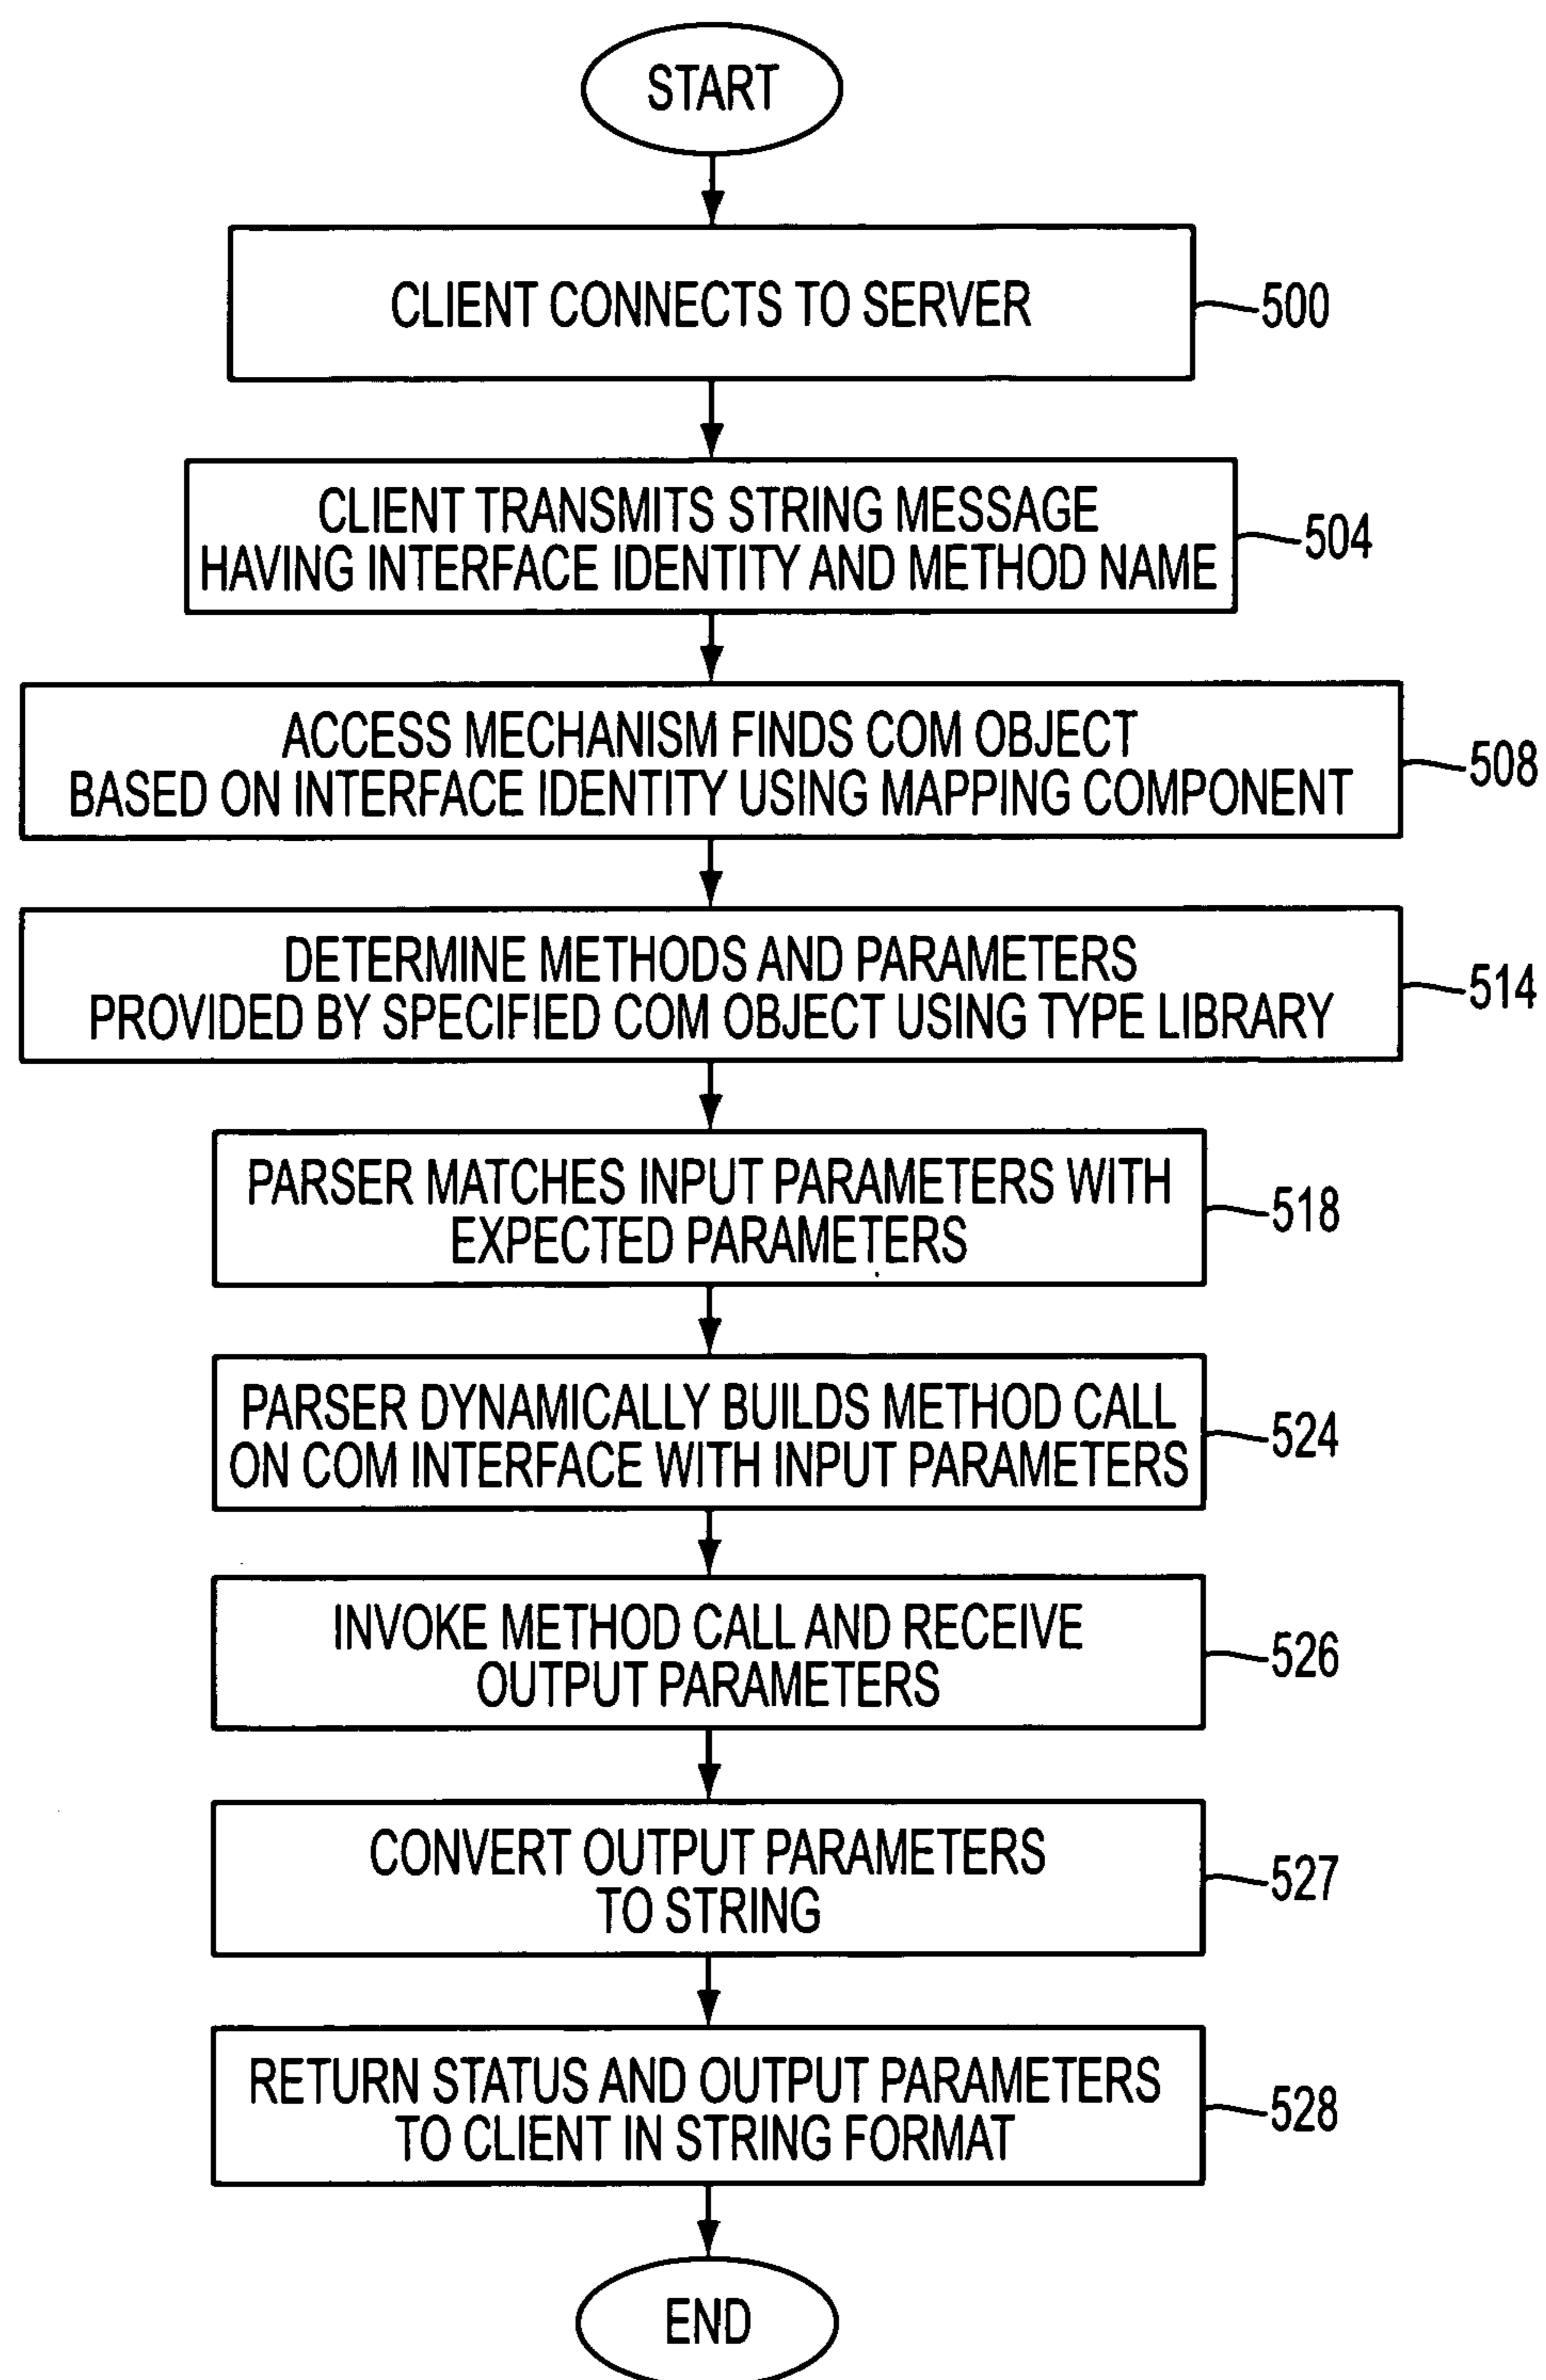 START
CLIENT CONNECTS TO SERVER
500
CLIENT TRANSMITS STRING MESSAGE
HAVING INTERFACE IDENTITY AND METHOD NAME
504
ACCESS MECHANISM FINDS COM OBJECT
BASED ON INTERFACE IDENTITY USING MAPPING COMPONENT
508
DETERMINE METHODS AND PARAMETERS
PROVIDED BY SPECIFIED COM OBJECT USING TYPE LIBRARY
514
PARSER MATCHES INPUT PARAMETERS WITH
EXPECTED PARAMETERS
518
PARSER DYNAMICALLY BUILDS METHOD CALL
ON COM INTERFACE WITH INPUT PARAMETERS
524
INVOKE METHOD CALL AND RECEIVE
OUTPUT PARAMETERS
526
CONVERT OUTPUT PARAMETERS
TO STRING
527
RETURN STATUS AND OUTPUT PARAMETERS
TO CLIENT IN STRING FORMAT
528
END